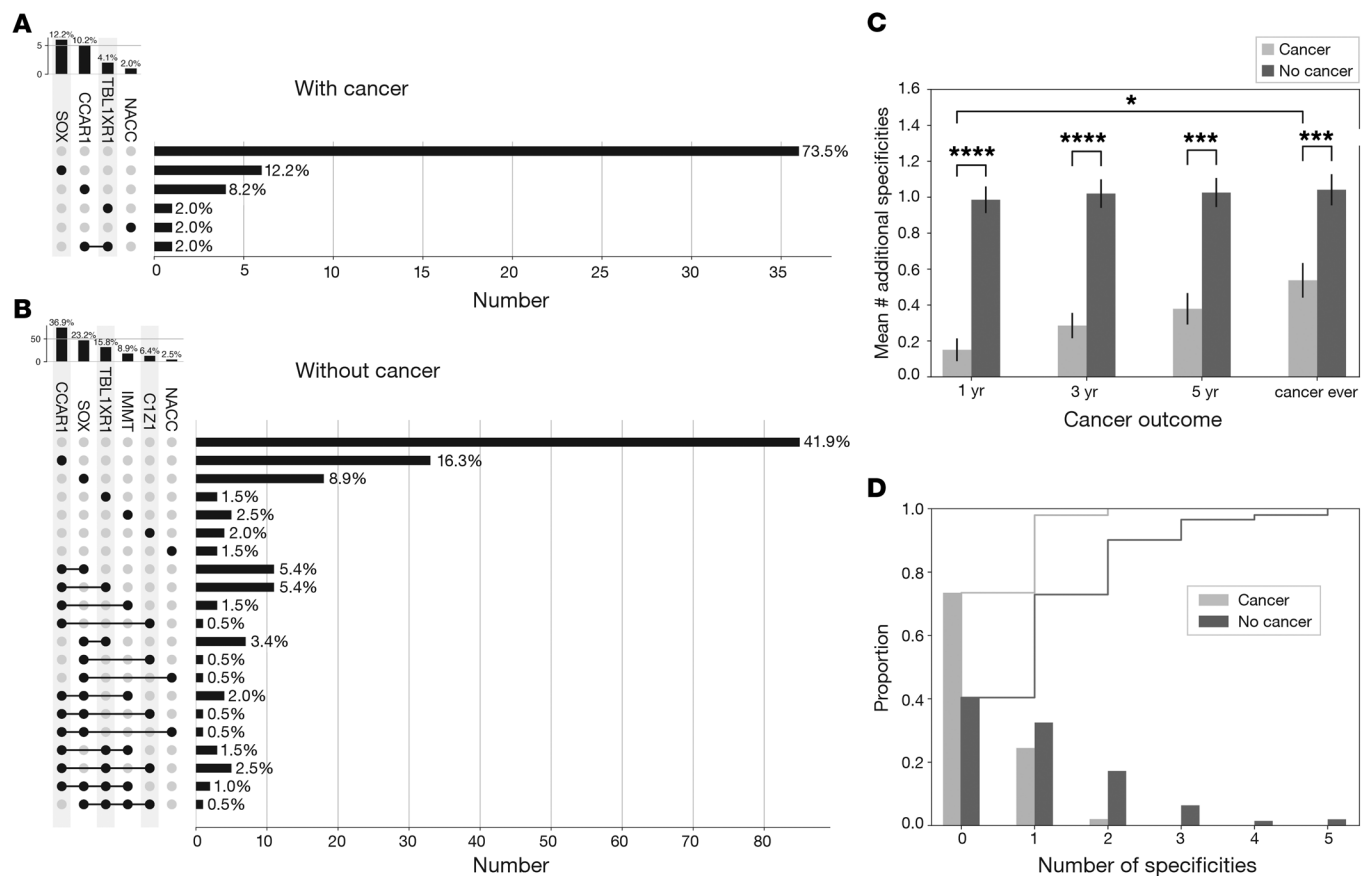 A
12.2%
10.2%
4.1%
2.0%
5
0
SOX
CCAR1
TBL1XR1
NACC
With cancer
73.5%
12.2%
8.2%
2.0%
2.0%
2.0%
0 5 10 15 20 25 30 35
Number
B
36.9%
23.2%
15.8%
8.9%
6.4%
2.5%
50
0
CCAR1
SOX
TBL1XR1
IMMT
C1Z1
NACC
Without cancer
41.9%
16.3%
8.9%
1.5%
2.5%
2.0%
1.5%
5.4%
5.4%
1.5%
0.5%
3.4%
0.5%
0.5%
2.0%
0.5%
0.5%
1.5%
2.5%
1.0%
0.5%
0 10 20 30 40 50 60 70 80
Number
C
Cancer
No cancer
Mean # additional specificities
1.6
1.4
1.2
1.0
0.8
0.6
0.4
0.2
0.0
*
**** **** *** ***
1 yr 3 yr 5 yr cancer ever
Cancer outcome
D
Proportion
1.0
0.8
0.6
0.4
0.2
0.0
Cancer
No cancer
0 1 2 3 4 5
Number of specificities